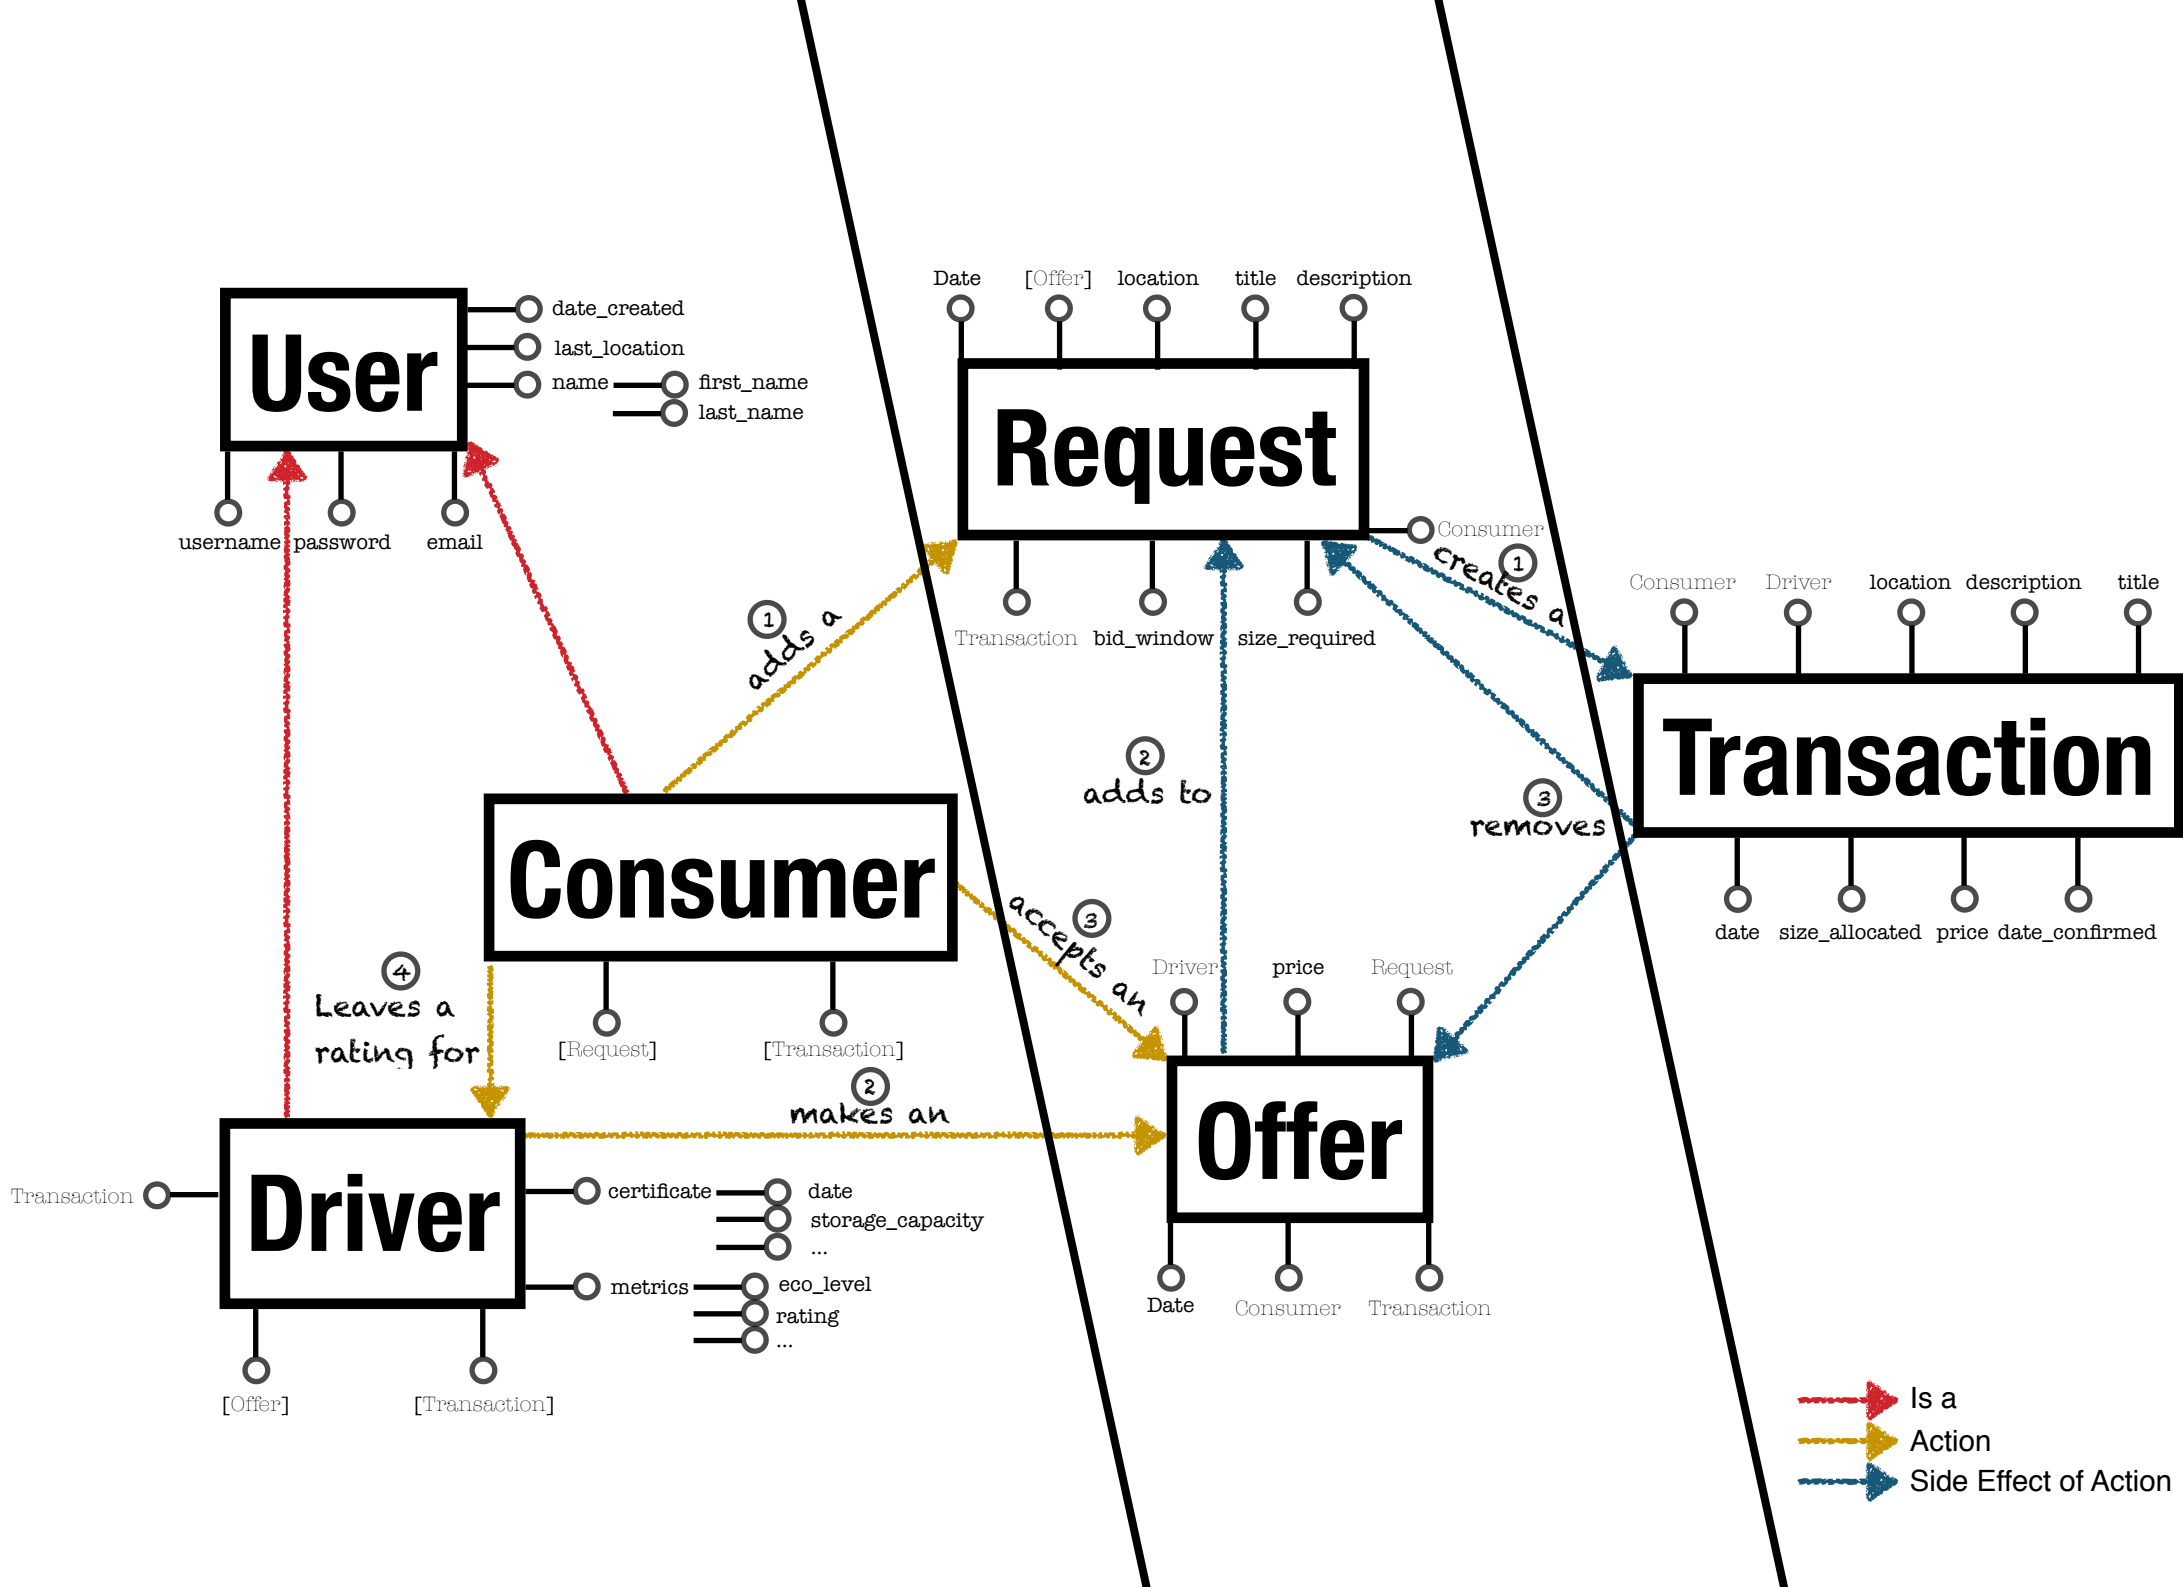 User
date_created
last_location
name
first_name
last_name
username
password
email
1
adds a
Consumer
[Request]
[Transaction]
4
Leaves a
rating for
2
makes an
Driver
Transaction
certificate
date
storage_capacity
...
metrics
eco_level
rating
...
[Offer]
[Transaction]
Date
[Offer]
location
title
description
Request
Consumer
Transaction
bid_window
size_required
1
creates a
2
adds to
3
removes
3
accepts an
Driver
price
Request
Offer
Date
Consumer
Transaction
Consumer
Driver
location
description
title
Transaction
date
size_allocated
price
date_confirmed
Is a
Action
Side Effect of Action